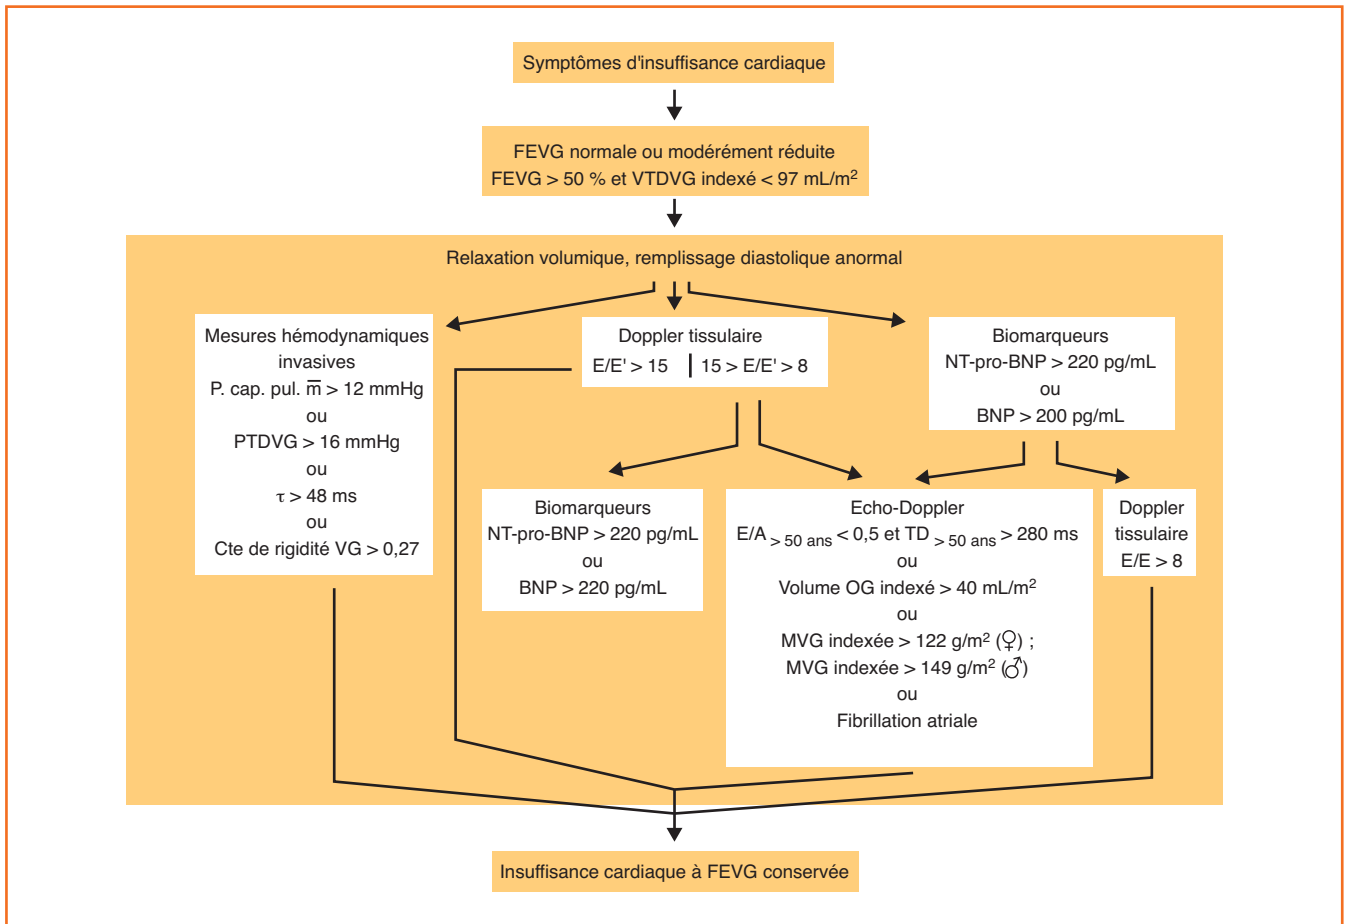 Symptômes d'insuffisance cardiaque
FEVG normale ou modérément réduite
FEVG > 50 % et VTDVG indexé < 97 mL/m²
Relaxation volumique, remplissage diastolique anormal
Mesures hémodynamiques
invasives
P. cap. pul. m̅ > 12 mmHg
ou
PTDVG > 16 mmHg
ou
τ > 48 ms
ou
Cte de rigidité VG > 0,27
Doppler tissulaire
E/E' > 15 | 15 > E/E' > 8
Biomarqueurs
NT-pro-BNP > 220 pg/mL
ou
BNP > 200 pg/mL
Biomarqueurs
NT-pro-BNP > 220 pg/mL
ou
BNP > 220 pg/mL
Echo-Doppler
E/A > 50 ans < 0,5 et TD > 50 ans > 280 ms
ou
Volume OG indexé > 40 mL/m²
ou
MVG indexée > 122 g/m² (♀) ;
MVG indexée > 149 g/m² (♂)
ou
Fibrillation atriale
Doppler
tissulaire
E/E > 8
Insuffisance cardiaque à FEVG conservée